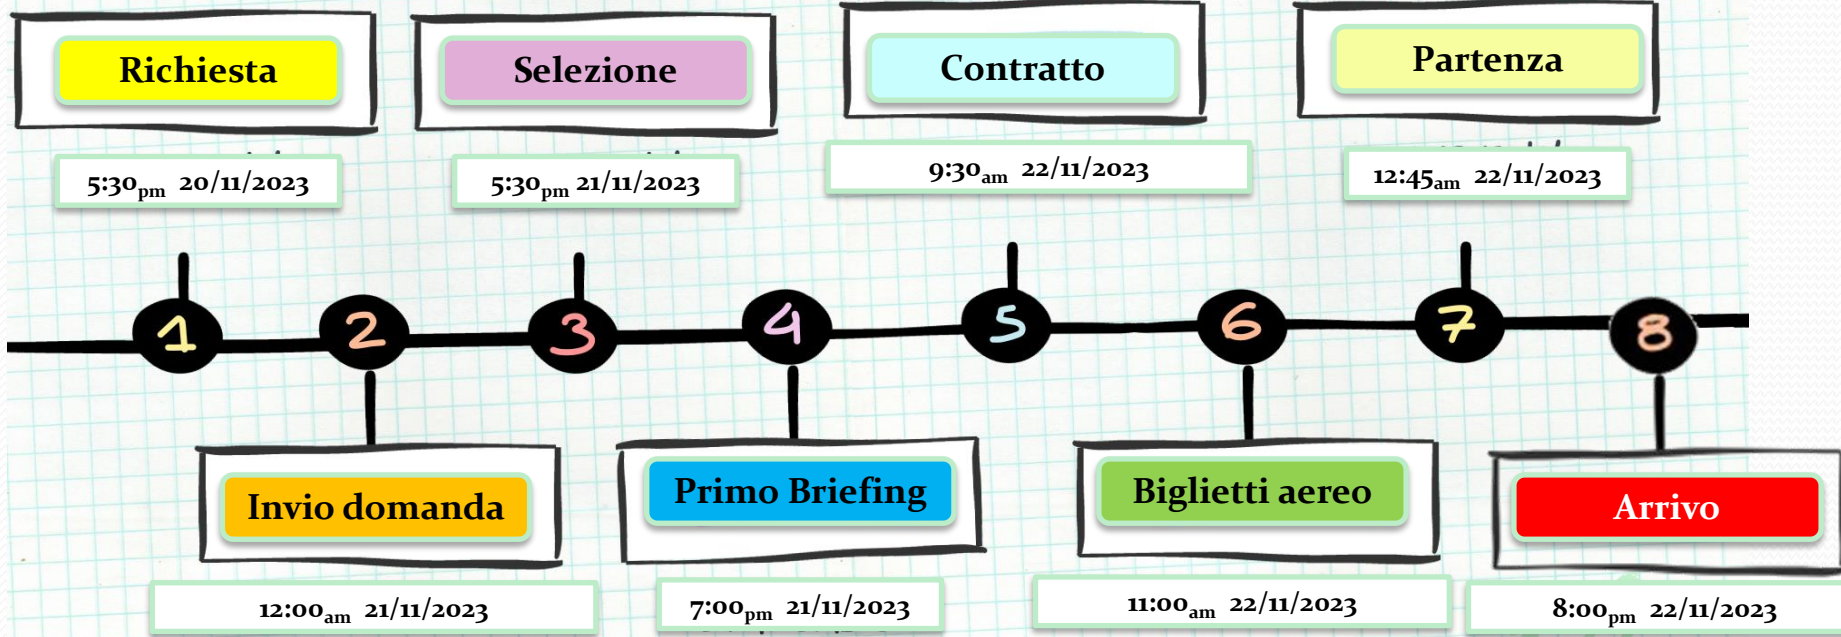 Richiesta
Selezione
Contratto
Partenza
5:30pm 20/11/2023
5:30pm 21/11/2023
9:30am 22/11/2023
12:45am 22/11/2023
1
2
3
4
5
6
7
8
Invio domanda
Primo Briefing
Biglietti aereo
Arrivo
12:00am 21/11/2023
7:00pm 21/11/2023
11:00am 22/11/2023
8:00pm 22/11/2023